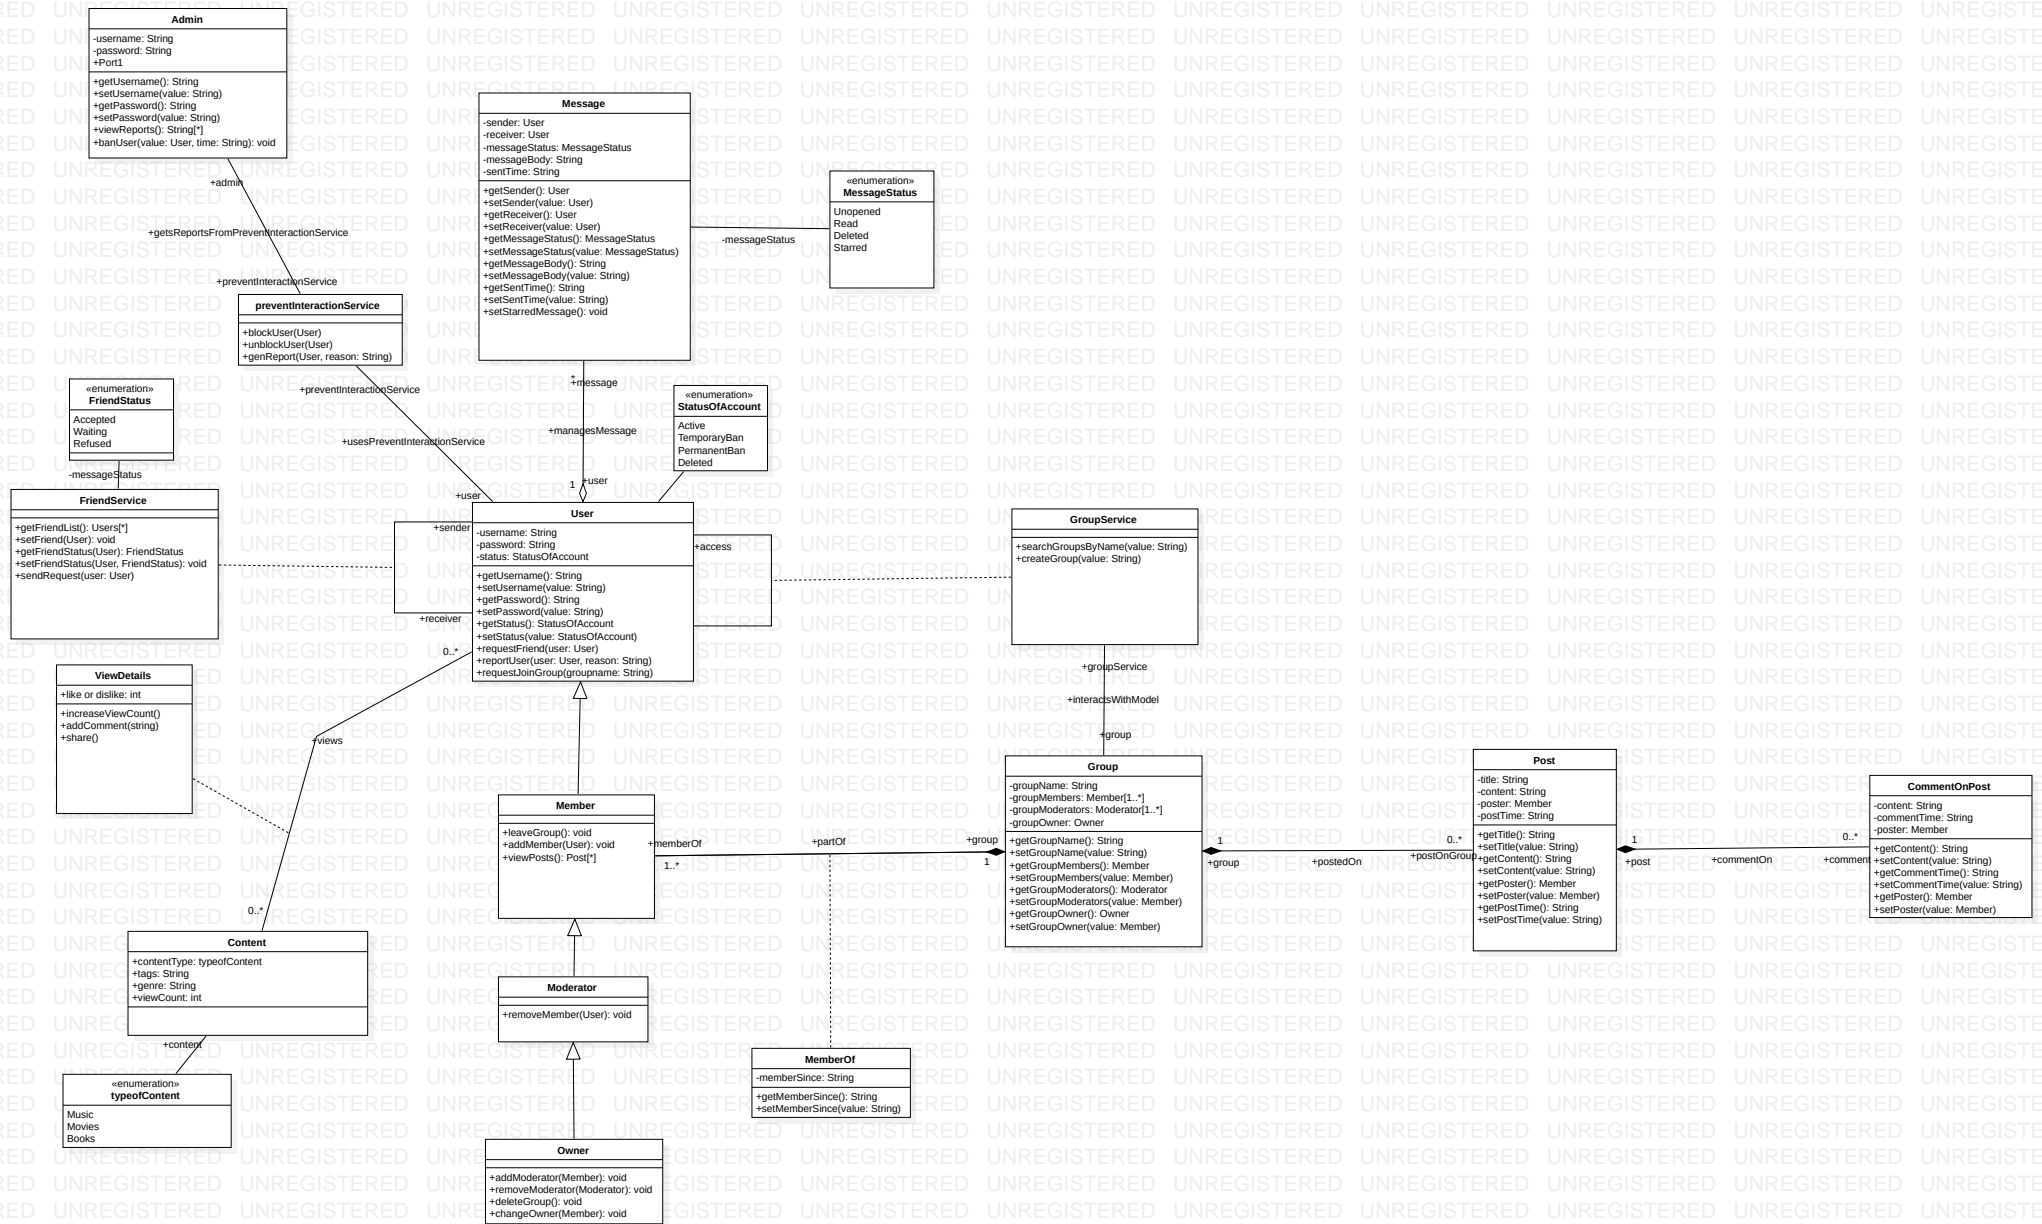 Admin
-username: String
-password: String
+Port1
+getUsername(): String
+setUsername(value: String)
+getPassword(): String
+setPassword(value: String)
+viewReports(): String[*]
+banUser(value: User, time: String): void
+admin
+getsReportsFromPreventInteractionService
+preventInteractionService
preventInteractionService
+blockUser(User)
+unblockUser(User)
+genReport(User, reason: String)
+preventInteractionService
+usesPreventInteractionService
+user
Message
-sender: User
-receiver: User
-messageStatus: MessageStatus
-messageBody: String
-sentTime: String
+getSender(): User
+setSender(value: User)
+getReceiver(): User
+setReceiver(value: User)
+getMessageStatus(): MessageStatus
+setMessageStatus(value: MessageStatus)
+getMessageBody(): String
+setMessageBody(value: String)
+getSentTime(): String
+setSentTime(value: String)
+setStarredMessage(): void
-messageStatus
«enumeration»
MessageStatus
Unopened
Read
Deleted
Starred
*
+message
+managesMessage
1
+user
«enumeration»
StatusOfAccount
Active
TemporaryBan
PermanentBan
Deleted
«enumeration»
FriendStatus
Accepted
Waiting
Refused
-messageStatus
FriendService
+getFriendList(): Users[*]
+setFriend(User): void
+getFriendStatus(User): FriendStatus
+setFriendStatus(User, FriendStatus): void
+sendRequest(user: User)
+sender
+receiver
User
-username: String
-password: String
-status: StatusOfAccount
+getUsername(): String
+setUsername(value: String)
+getPassword(): String
+setPassword(value: String)
+getStatus(): StatusOfAccount
+setStatus(value: StatusOfAccount)
+requestFriend(user: User)
+reportUser(user: User, reason: String)
+requestJoinGroup(groupname: String)
+access
GroupService
+searchGroupsByName(value: String)
+createGroup(value: String)
+groupService
+interactsWithModel
+group
0..*
+views
0..*
ViewDetails
+like or dislike: int
+increaseViewCount()
+addComment(string)
+share()
Content
+contentType: typeofContent
+tags: String
+genre: String
+viewCount: int
+content
«enumeration»
typeofContent
Music
Movies
Books
Member
+leaveGroup(): void
+addMember(User): void
+viewPosts(): Post[*]
+memberOf
1..*
+partOf
+group
1
Moderator
+removeMember(User): void
Owner
+addModerator(Member): void
+removeModerator(Moderator): void
+deleteGroup(): void
+changeOwner(Member): void
MemberOf
-memberSince: String
+getMemberSince(): String
+setMemberSince(value: String)
Group
-groupName: String
-groupMembers: Member[1..*]
-groupModerators: Moderator[1..*]
-groupOwner: Owner
+getGroupName(): String
+setGroupName(value: String)
+getGroupMembers(): Member
+setGroupMembers(value: Member)
+getGroupModerators(): Moderator
+setGroupModerators(value: Member)
+getGroupOwner(): Owner
+setGroupOwner(value: Member)
1
+group
+postedOn
0..*
+postOnGroup
Post
-title: String
-content: String
-poster: Member
-postTime: String
+getTitle(): String
+setTitle(value: String)
+getContent(): String
+setContent(value: String)
+getPoster(): Member
+setPoster(value: Member)
+getPostTime(): String
+setPostTime(value: String)
1
+post
+commentOn
0..*
+comment
CommentOnPost
-content: String
-commentTime: String
-poster: Member
+getContent(): String
+setContent(value: String)
+getCommentTime(): String
+setCommentTime(value: String)
+getPoster(): Member
+setPoster(value: Member)
UNREGISTERED